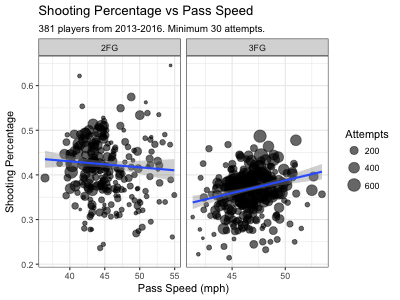 Shooting Percentage vs Pass Speed
381 players from 2013-2016. Minimum 30 attempts.
2FG 3FG
0.6
0.5
0.4
0.3
0.2
Shooting Percentage
40 45 50 55 45 50
Pass Speed (mph)
Attempts
200
400
600